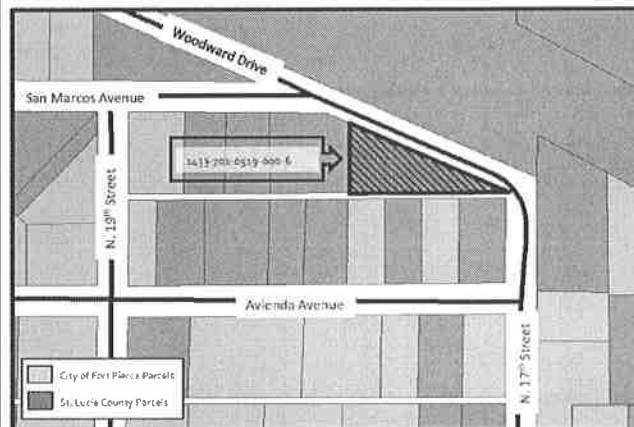 Woodward Drive
San Marcos Avenue
N. 19th Street
Avienda Avenue
N. 17th Street
City of Fort Pierce Parcels
St. Lucie County Parcels